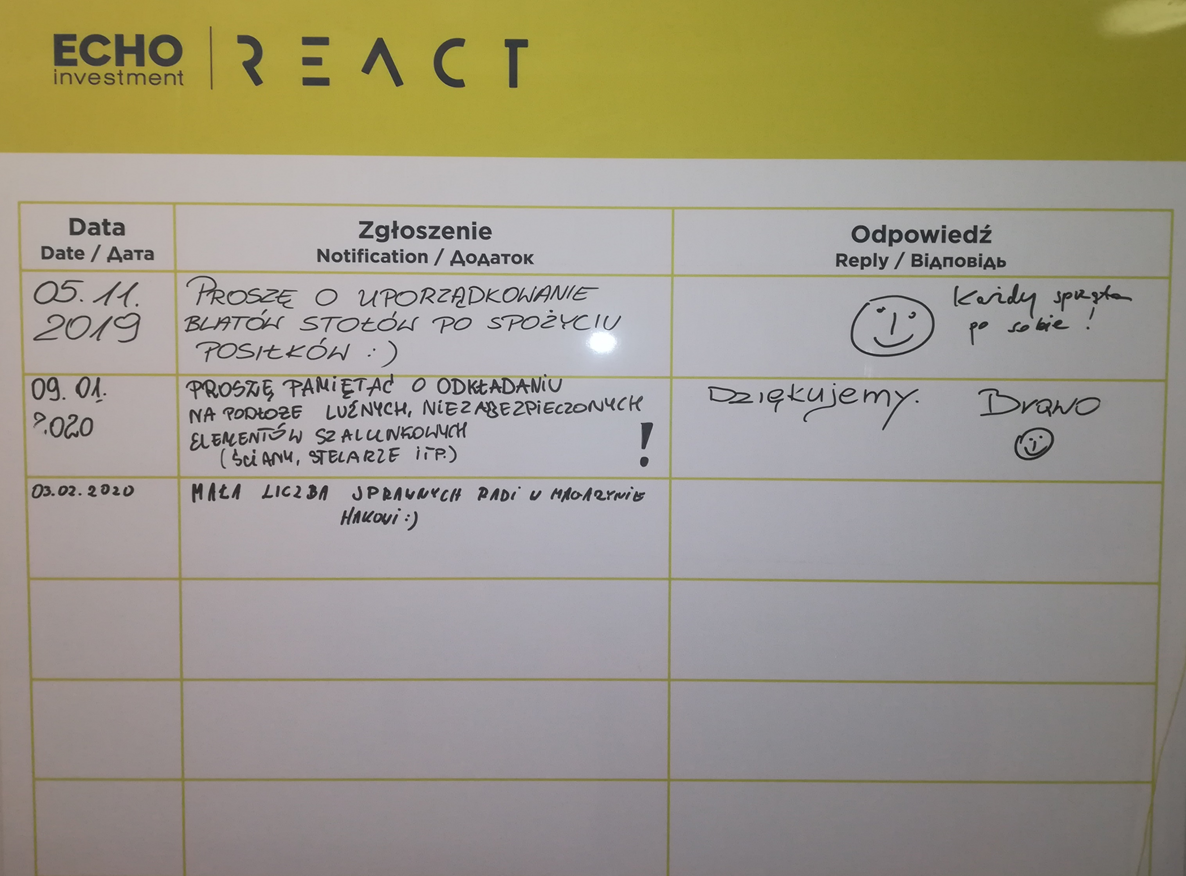 ECHO
investment
REACT
Data
Date / Дата
Zgłoszenie
Notification / Додаток
Odpowiedź
Reply / Відповідь
05.11.
2019
PROSZĘ O UPORZĄDKOWANIE
BLATÓW STOŁÓW PO SPOŻYCIU
POSIŁKÓW :)
Każdy sprząta
po sobie!
09.01.
2020
PROSZĘ PAMIĘTAĆ O ODKŁADANIU
NA PODŁOŻE LUŹNYCH, NIEZABEZPIECZONYCH
ELEMENTÓW SZALUNKOWYCH
(ŚCIANY, STELARZE ITP.) !
Dziękujemy. Brawo
03.02.2020
MAŁA LICZBA SPRAWNYCH RADI W MAGAZYNIE
HAKOWI :)